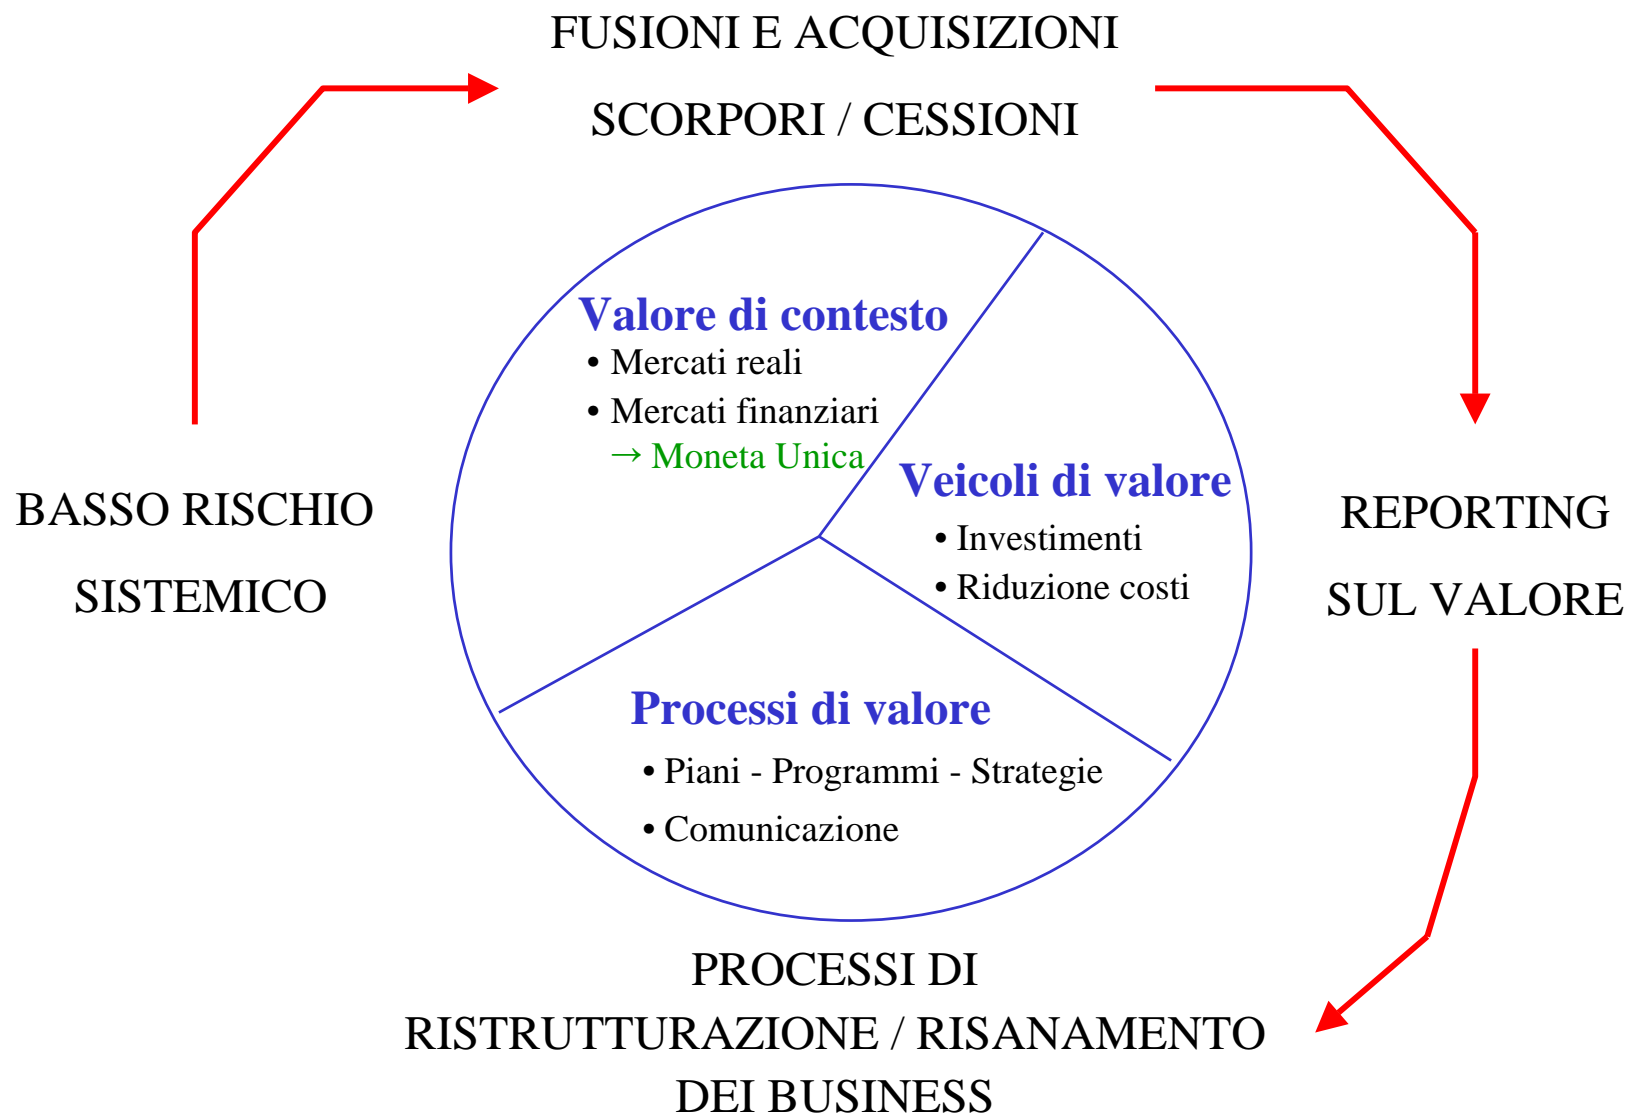 FUSIONI E ACQUISIZIONI
SCORPORI / CESSIONI
Valore di contesto
• Mercati reali
• Mercati finanziari
→ Moneta Unica
Veicoli di valore
• Investimenti
• Riduzione costi
BASSO RISCHIO
SISTEMICO
REPORTING
SUL VALORE
Processi di valore
• Piani - Programmi - Strategie
• Comunicazione
PROCESSI DI
RISTRUTTURAZIONE / RISANAMENTO
DEI BUSINESS